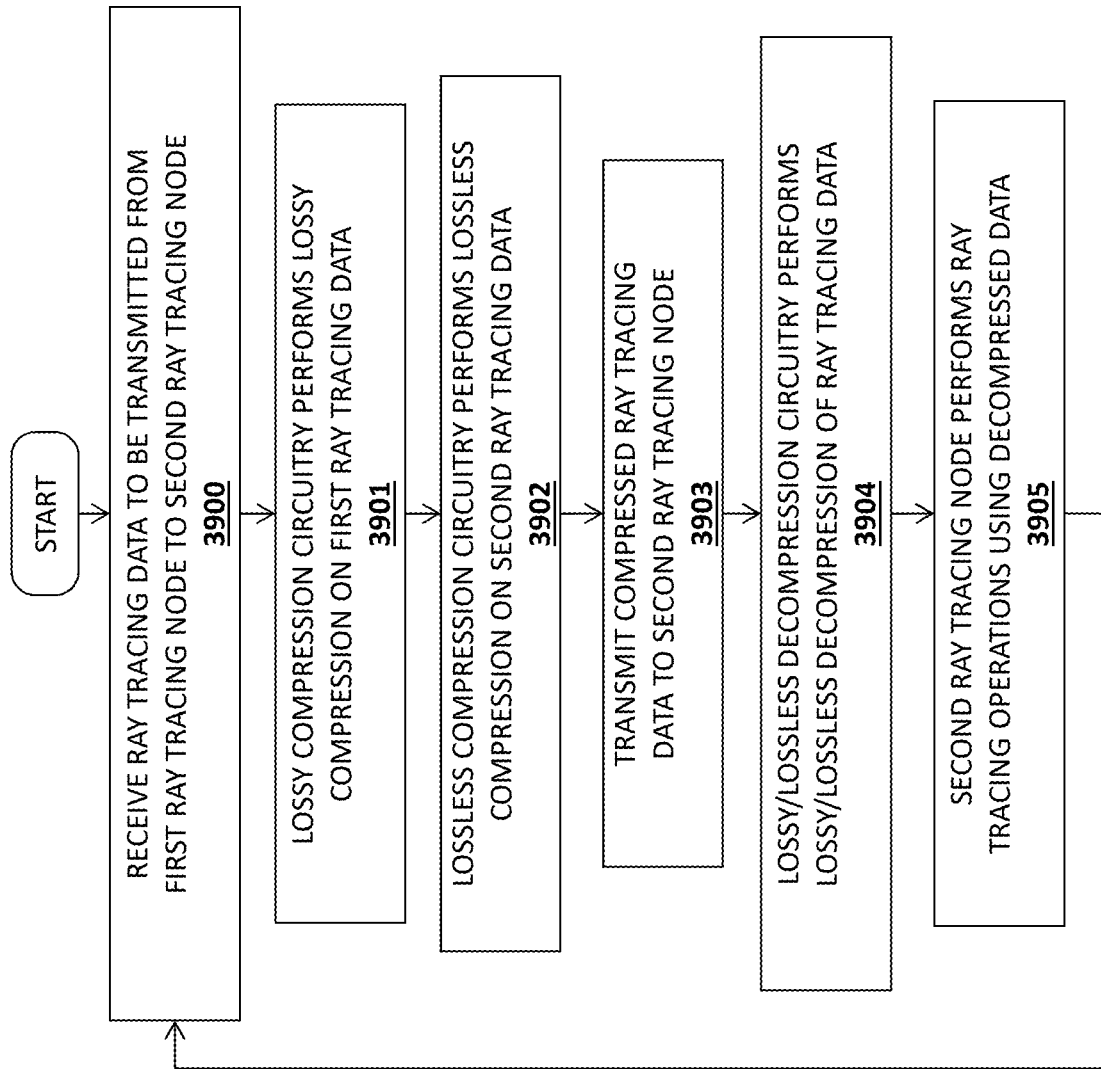 START
RECEIVE RAY TRACING DATA TO BE TRANSMITTED FROM
FIRST RAY TRACING NODE TO SECOND RAY TRACING NODE
3900
LOSSY COMPRESSION CIRCUITRY PERFORMS LOSSY
COMPRESSION ON FIRST RAY TRACING DATA
3901
LOSSLESS COMPRESSION CIRCUITRY PERFORMS LOSSLESS
COMPRESSION ON SECOND RAY TRACING DATA
3902
TRANSMIT COMPRESSED RAY TRACING
DATA TO SECOND RAY TRACING NODE
3903
LOSSY/LOSSLESS DECOMPRESSION CIRCUITRY PERFORMS
LOSSY/LOSSLESS DECOMPRESSION OF RAY TRACING DATA
3904
SECOND RAY TRACING NODE PERFORMS RAY
TRACING OPERATIONS USING DECOMPRESSED DATA
3905